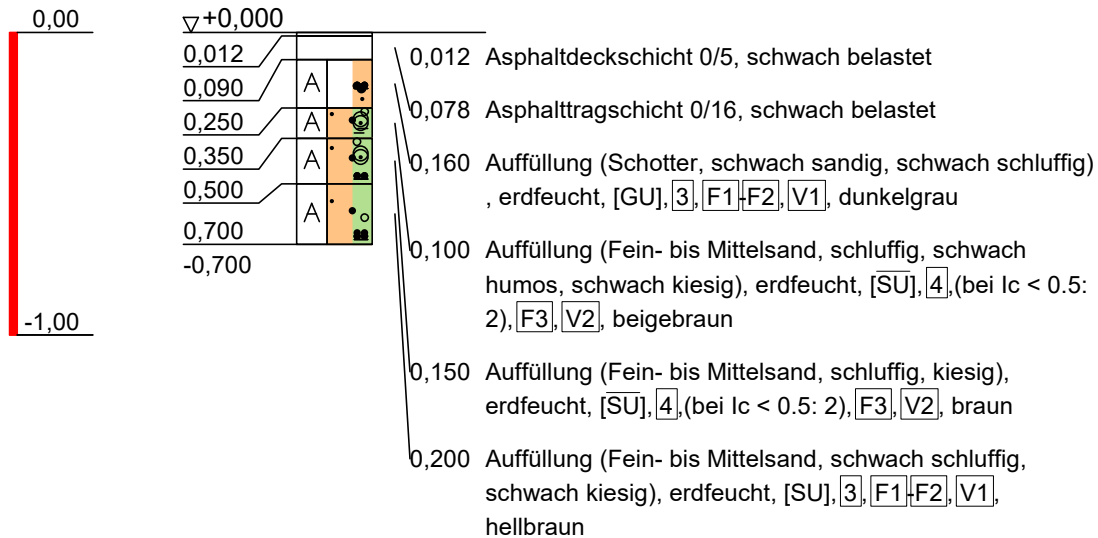 0,00
▽+0,000
0,012
0,090
A
0,250
A
0,350
A
0,500
A
0,700
-0,700
-1,00
0,012 Asphaltdeckschicht 0/5, schwach belastet
0,078 Asphalttragschicht 0/16, schwach belastet
0,160 Auffüllung (Schotter, schwach sandig, schwach schluffig)
, erdfeucht, [GU], 3, F1-F2, V1, dunkelgrau
0,100 Auffüllung (Fein- bis Mittelsand, schluffig, schwach
humos, schwach kiesig), erdfeucht, [S̅U̅], 4,(bei Ic < 0.5:
2), F3, V2, beigebraun
0,150 Auffüllung (Fein- bis Mittelsand, schluffig, kiesig),
erdfeucht, [S̅U̅], 4,(bei Ic < 0.5: 2), F3, V2, braun
0,200 Auffüllung (Fein- bis Mittelsand, schwach schluffig,
schwach kiesig), erdfeucht, [SU], 3, F1-F2, V1,
hellbraun